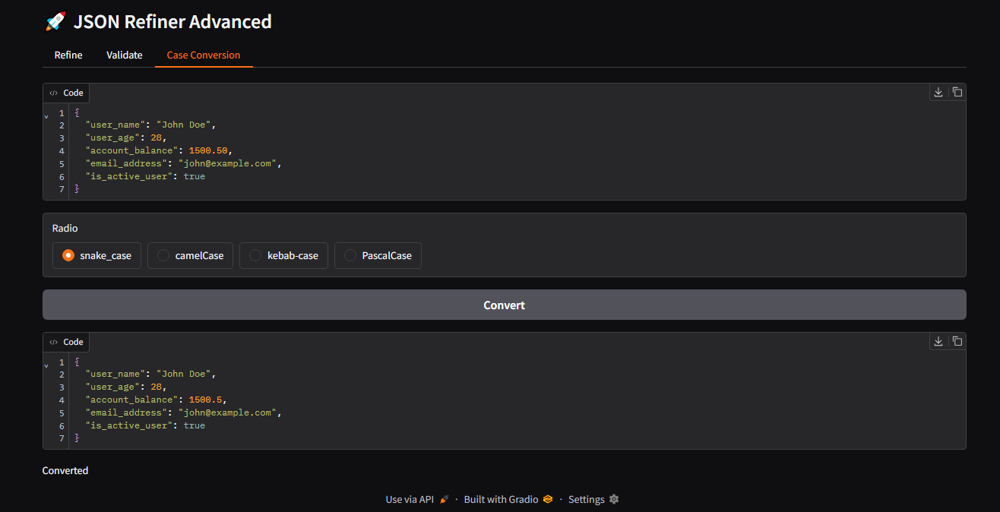 🚀 JSON Refiner Advanced
Refine Validate Case Conversion
</> Code
1 {
2 "user_name": "John Doe",
3 "user_age": 28,
4 "account_balance": 1500.50,
5 "email_address": "john@example.com",
6 "is_active_user": true
7 }
Radio
snake_case camelCase kebab-case PascalCase
Convert
</> Code
1 {
2 "user_name": "John Doe",
3 "user_age": 28,
4 "account_balance": 1500.5,
5 "email_address": "john@example.com",
6 "is_active_user": true
7 }
Converted
Use via API 🚀 · Built with Gradio · Settings ⚙️